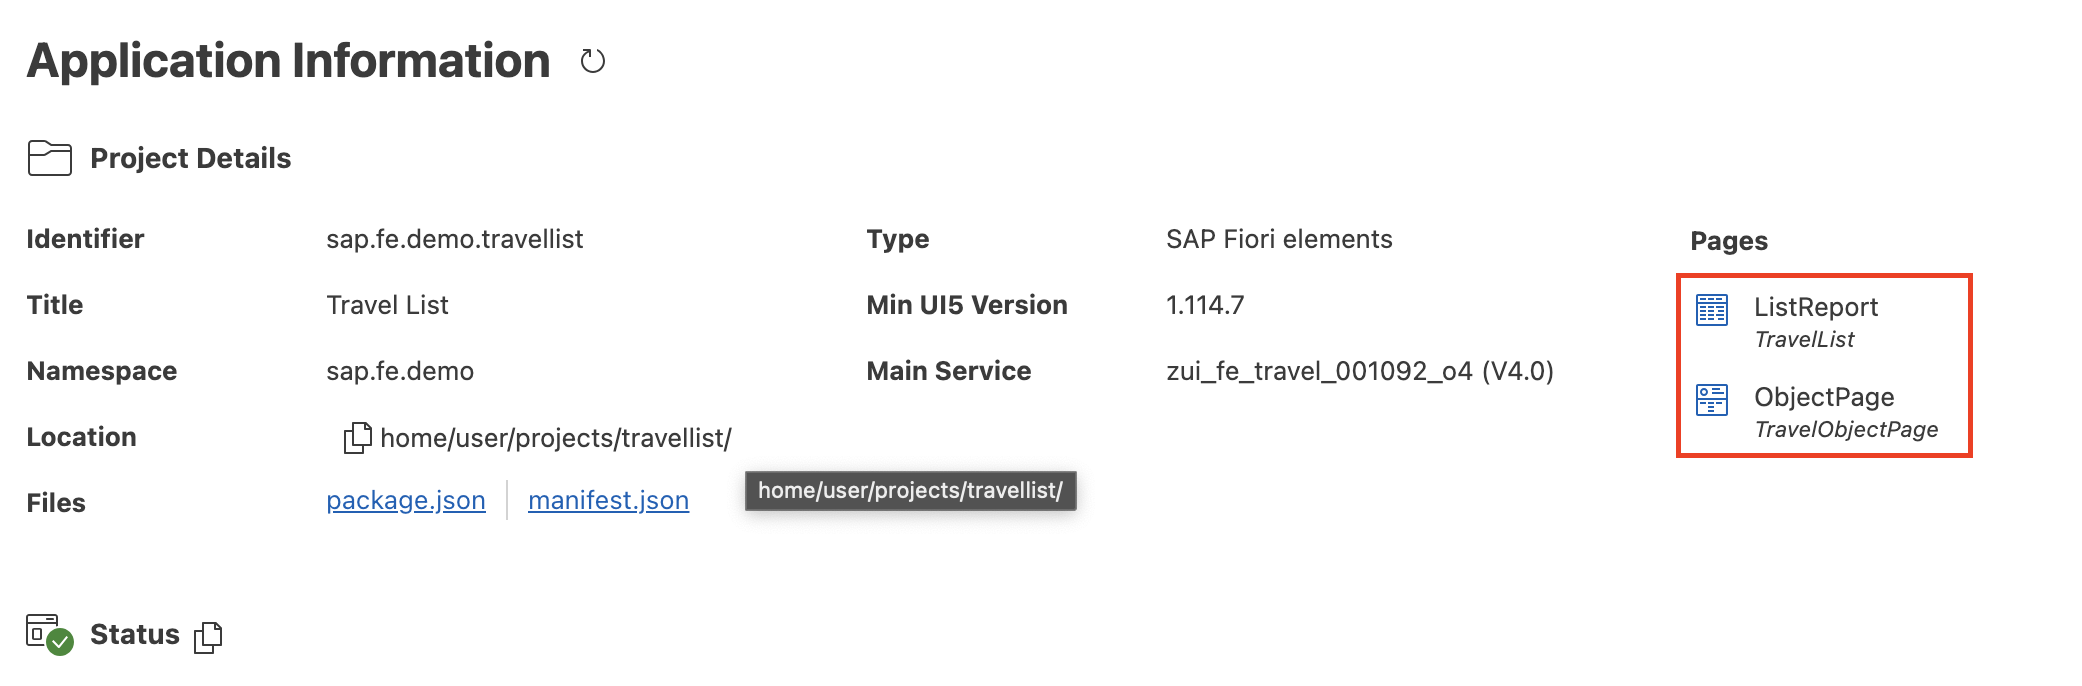 Application Information
Project Details
Identifier sap.fe.demo.travellist Type SAP Fiori elements Pages
Title Travel List Min UI5 Version 1.114.7 ListReport
TravelList
Namespace sap.fe.demo Main Service zui_fe_travel_001092_o4 (V4.0) ObjectPage
TravelObjectPage
Location home/user/projects/travellist/
home/user/projects/travellist/
Files package.json manifest.json
Status